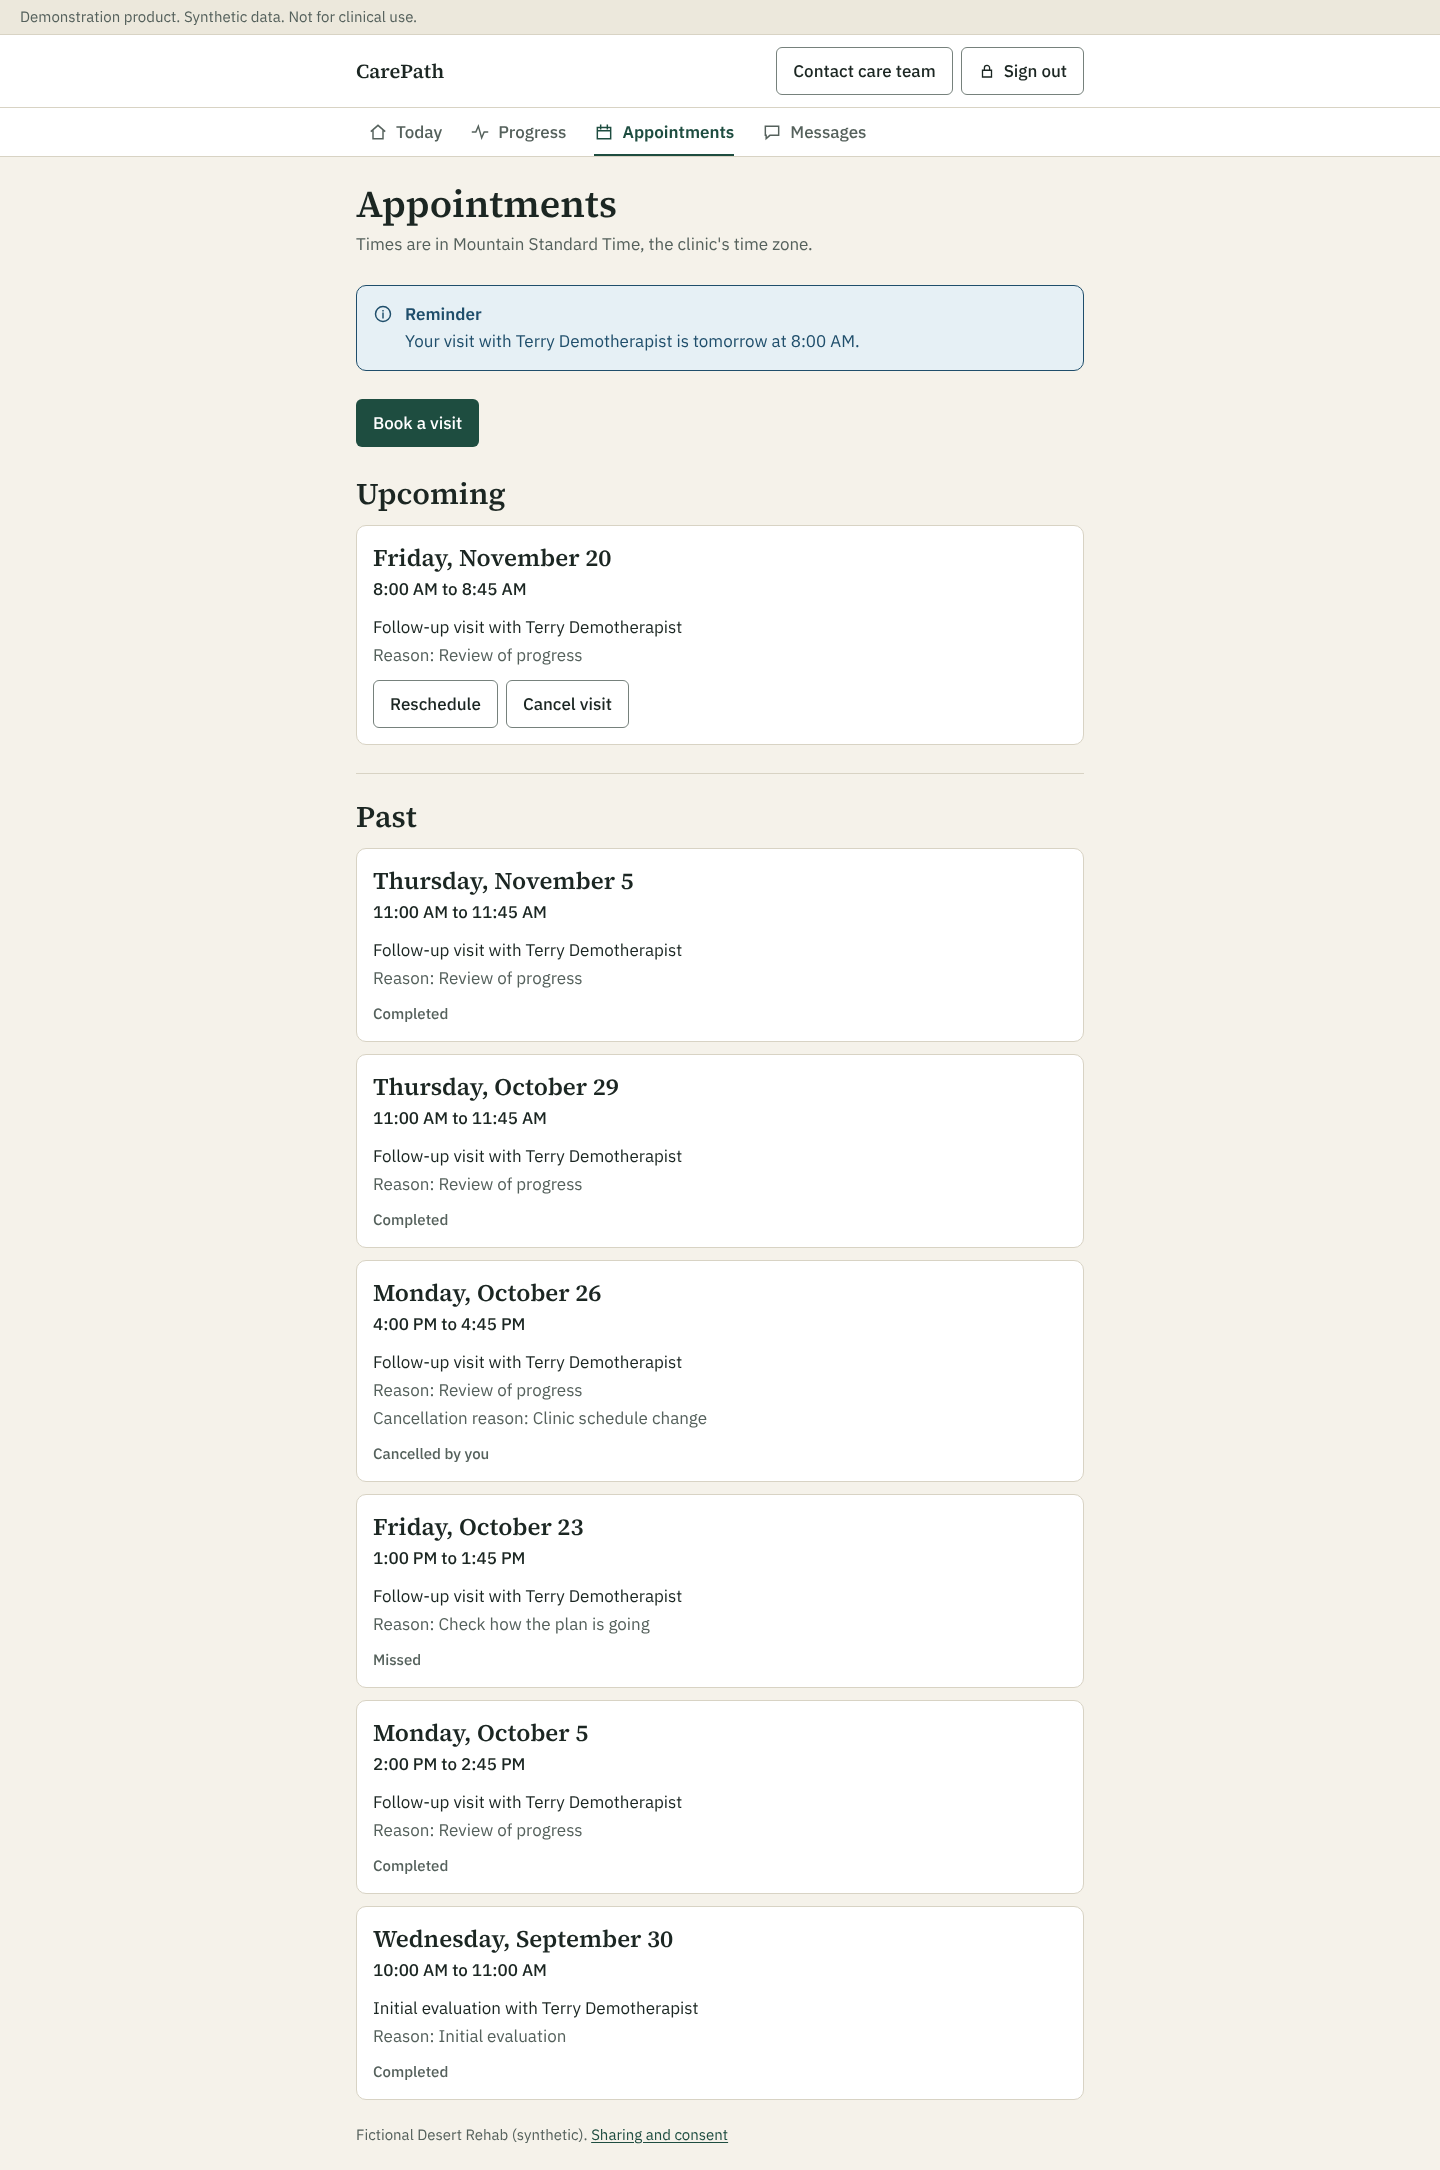 Demonstration product. Synthetic data. Not for clinical use.
CarePath
Contact care team
Sign out
Today
Progress
Appointments
Messages
Appointments
Times are in Mountain Standard Time, the clinic's time zone.
Reminder
Your visit with Terry Demotherapist is tomorrow at 8:00 AM.
Book a visit
Upcoming
Friday, November 20
8:00 AM to 8:45 AM
Follow-up visit with Terry Demotherapist
Reason: Review of progress
Reschedule
Cancel visit
Past
Thursday, November 5
11:00 AM to 11:45 AM
Follow-up visit with Terry Demotherapist
Reason: Review of progress
Completed
Thursday, October 29
11:00 AM to 11:45 AM
Follow-up visit with Terry Demotherapist
Reason: Review of progress
Completed
Monday, October 26
4:00 PM to 4:45 PM
Follow-up visit with Terry Demotherapist
Reason: Review of progress
Cancellation reason: Clinic schedule change
Cancelled by you
Friday, October 23
1:00 PM to 1:45 PM
Follow-up visit with Terry Demotherapist
Reason: Check how the plan is going
Missed
Monday, October 5
2:00 PM to 2:45 PM
Follow-up visit with Terry Demotherapist
Reason: Review of progress
Completed
Wednesday, September 30
10:00 AM to 11:00 AM
Initial evaluation with Terry Demotherapist
Reason: Initial evaluation
Completed
Fictional Desert Rehab (synthetic). Sharing and consent